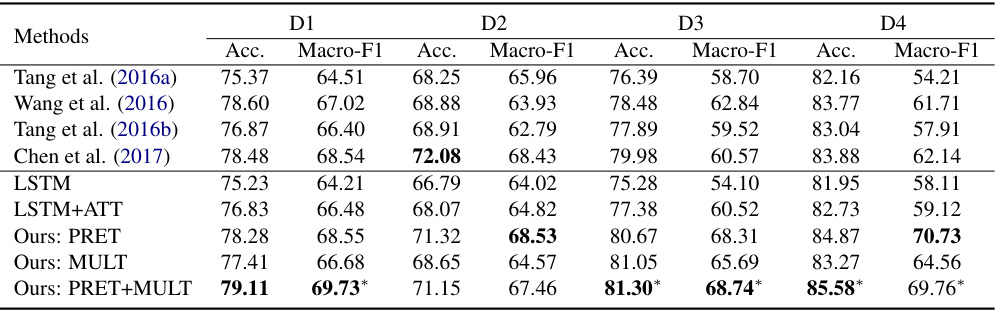 Methods D1 D2 D3 D4
Acc. Macro-F1 Acc. Macro-F1 Acc. Macro-F1 Acc. Macro-F1
Tang et al. (2016a) 75.37 64.51 68.25 65.96 76.39 58.70 82.16 54.21
Wang et al. (2016) 78.60 67.02 68.88 63.93 78.48 62.84 83.77 61.71
Tang et al. (2016b) 76.87 66.40 68.91 62.79 77.89 59.52 83.04 57.91
Chen et al. (2017) 78.48 68.54 72.08 68.43 79.98 60.57 83.88 62.14
LSTM 75.23 64.21 66.79 64.02 75.28 54.10 81.95 58.11
LSTM+ATT 76.83 66.48 68.07 64.82 77.38 60.52 82.73 59.12
Ours: PRET 78.28 68.55 71.32 68.53 80.67 68.31 84.87 70.73
Ours: MULT 77.41 66.68 68.65 64.57 81.05 65.69 83.27 64.56
Ours: PRET+MULT 79.11 69.73* 71.15 67.46 81.30* 68.74* 85.58* 69.76*